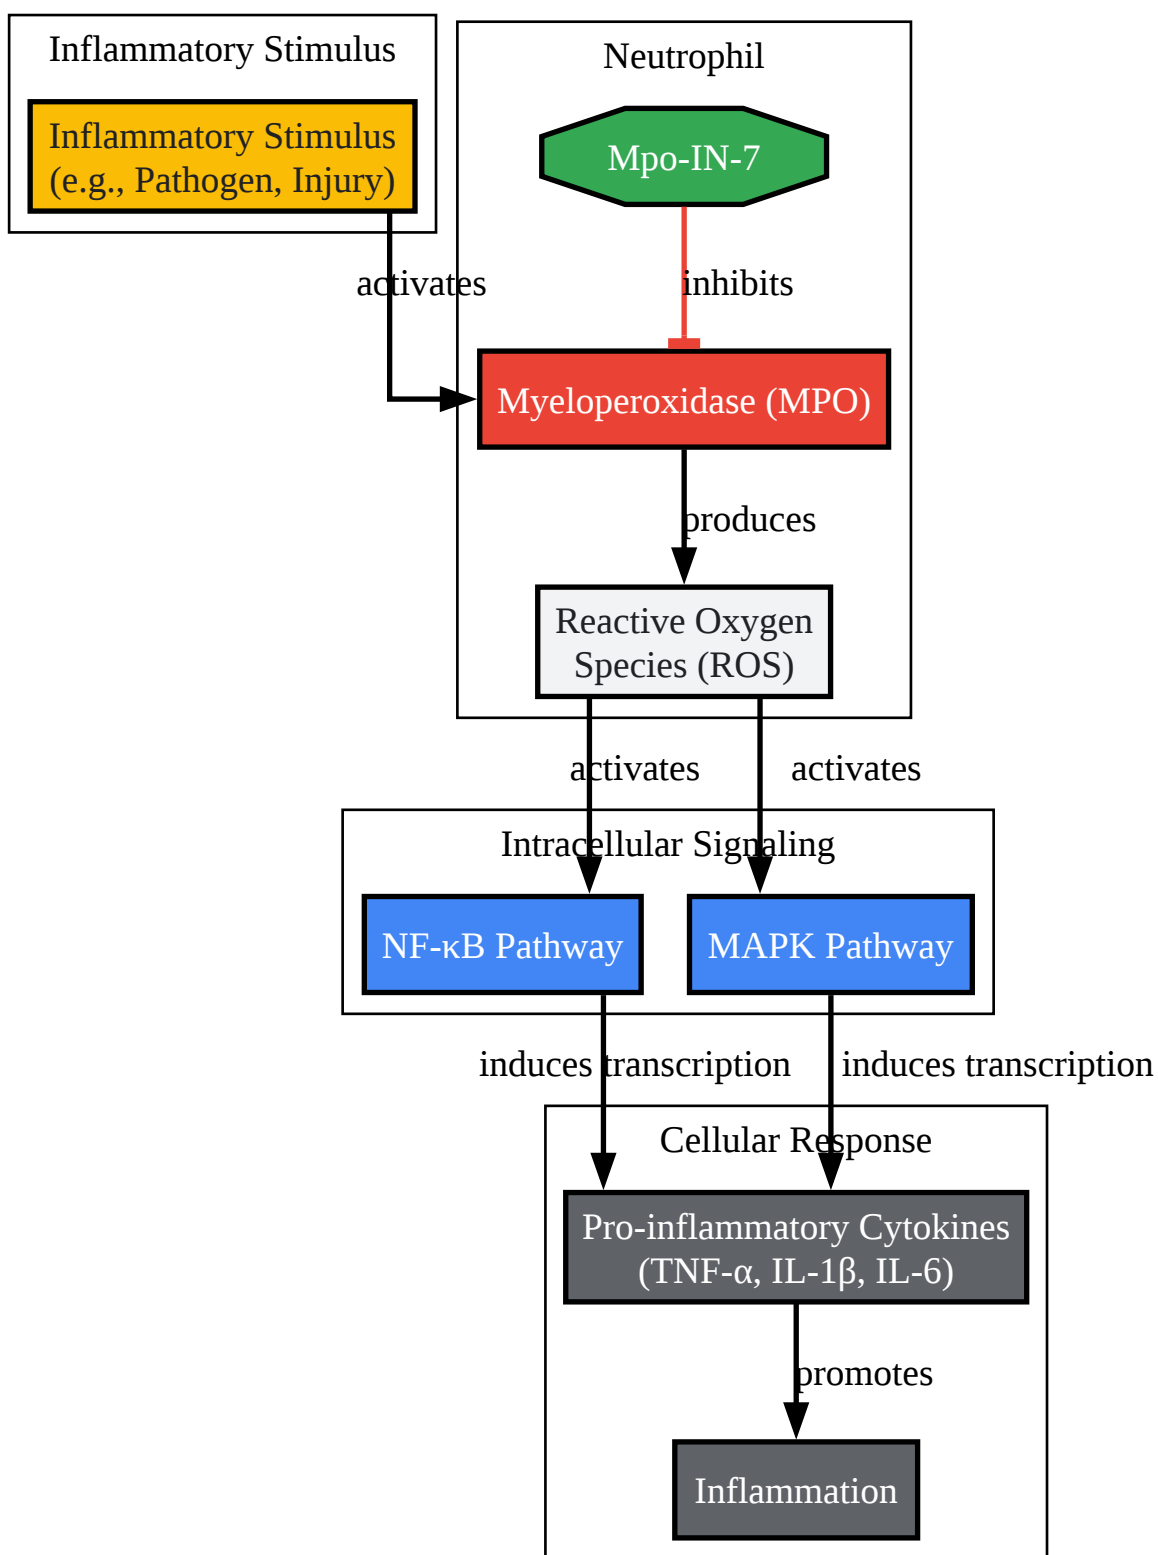 Inflammatory Stimulus
Inflammatory Stimulus
(e.g., Pathogen, Injury)
activates
Neutrophil
Mpo-IN-7
inhibits
Myeloperoxidase (MPO)
produces
Reactive Oxygen
Species (ROS)
activates
activates
Intracellular Signaling
NF-κB Pathway
MAPK Pathway
induces transcription
induces transcription
Cellular Response
Pro-inflammatory Cytokines
(TNF-α, IL-1β, IL-6)
promotes
Inflammation